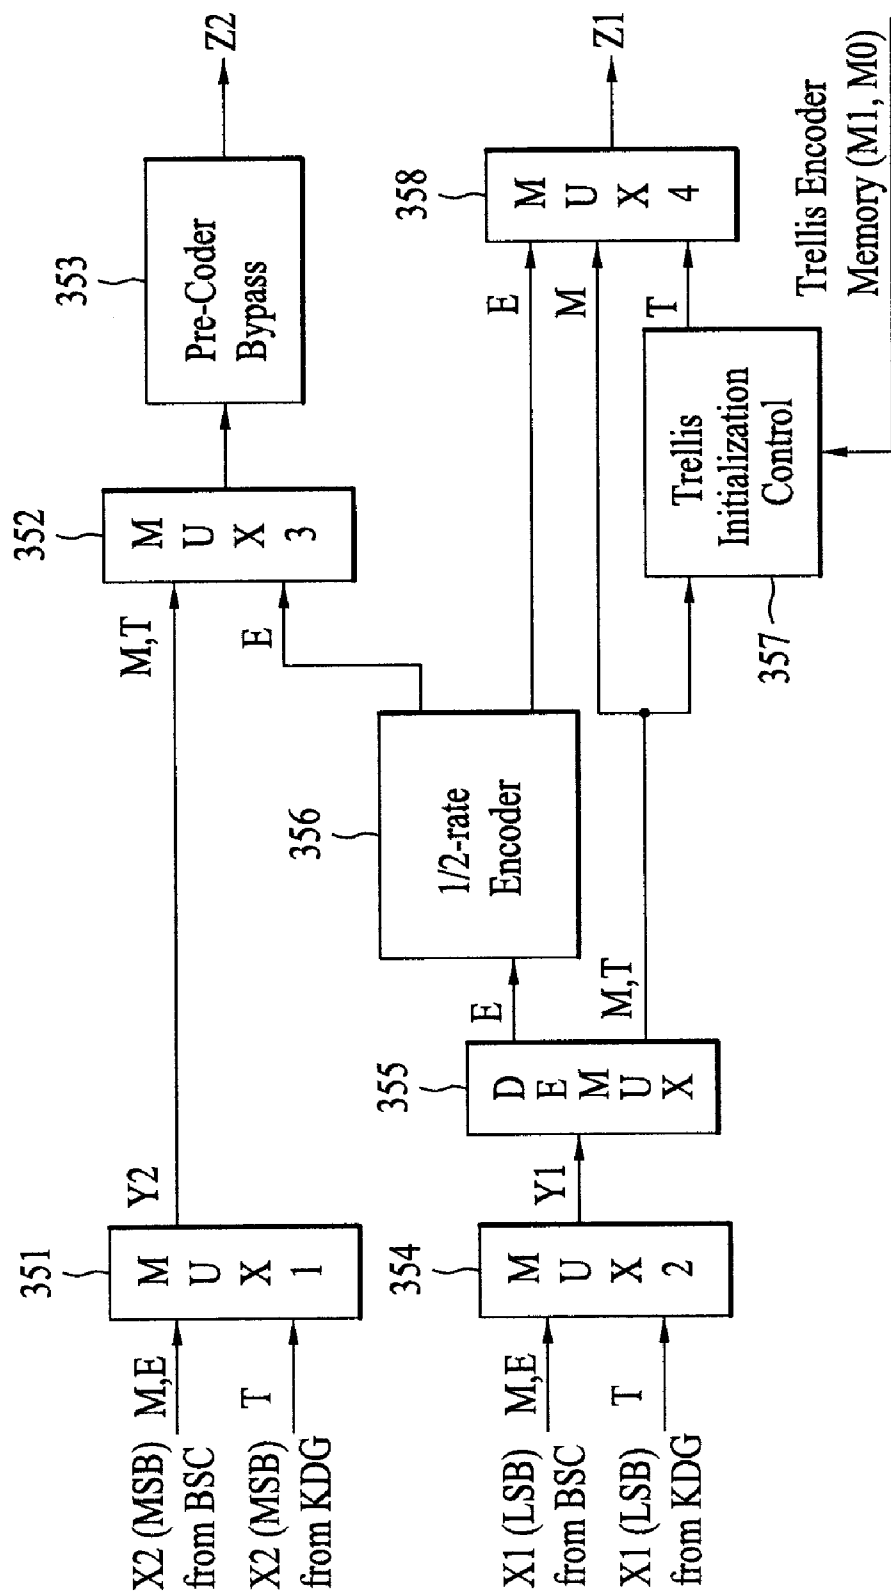 X2 (MSB)
from BSC
M,E
X2 (MSB)
from KDG
T
351
M
U
X
1
Y2
M,T
352
M
U
X
3
E
353
Pre-Coder
Bypass
Z2
X1 (LSB)
from BSC
M,E
X1 (LSB)
from KDG
T
354
M
U
X
2
Y1
355
D
E
M
U
X
E
M,T
356
1/2-rate
Encoder
E
M
357
Trellis
Initialization
Control
T
358
M
U
X
4
Z1
Trellis Encoder
Memory (M1, M0)